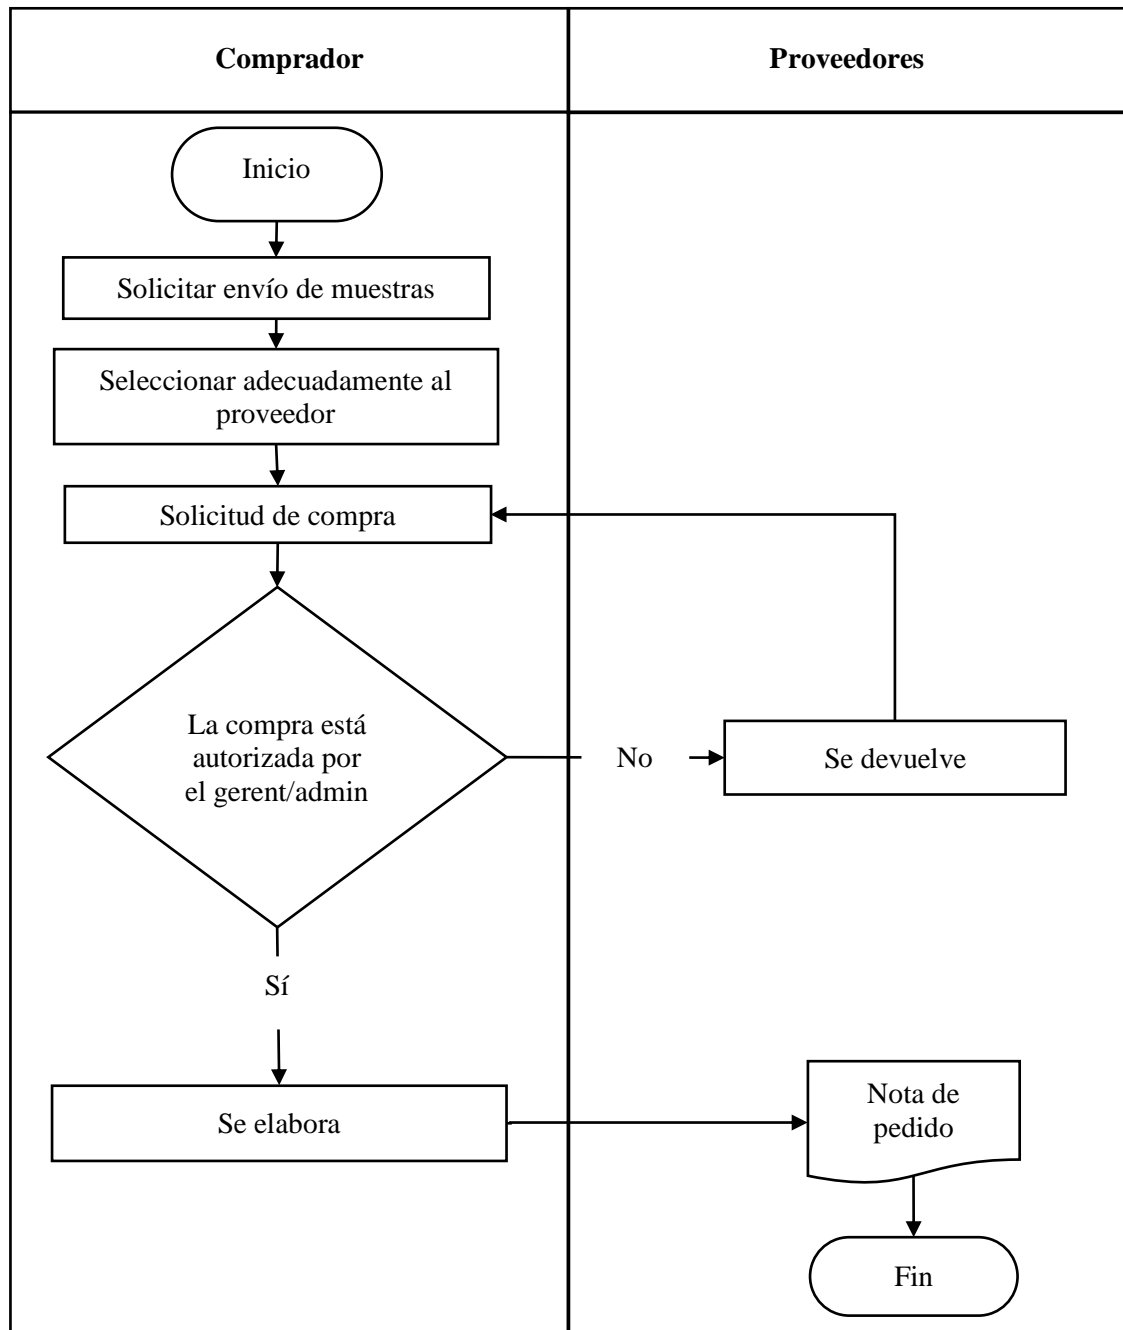 Comprador
Proveedores
Inicio
Solicitar envío de muestras
Seleccionar adecuadamente al
proveedor
Solicitud de compra
La compra está
autorizada por
el gerent/admin
No
Se devuelve
Sí
Se elabora
Nota de
pedido
Fin